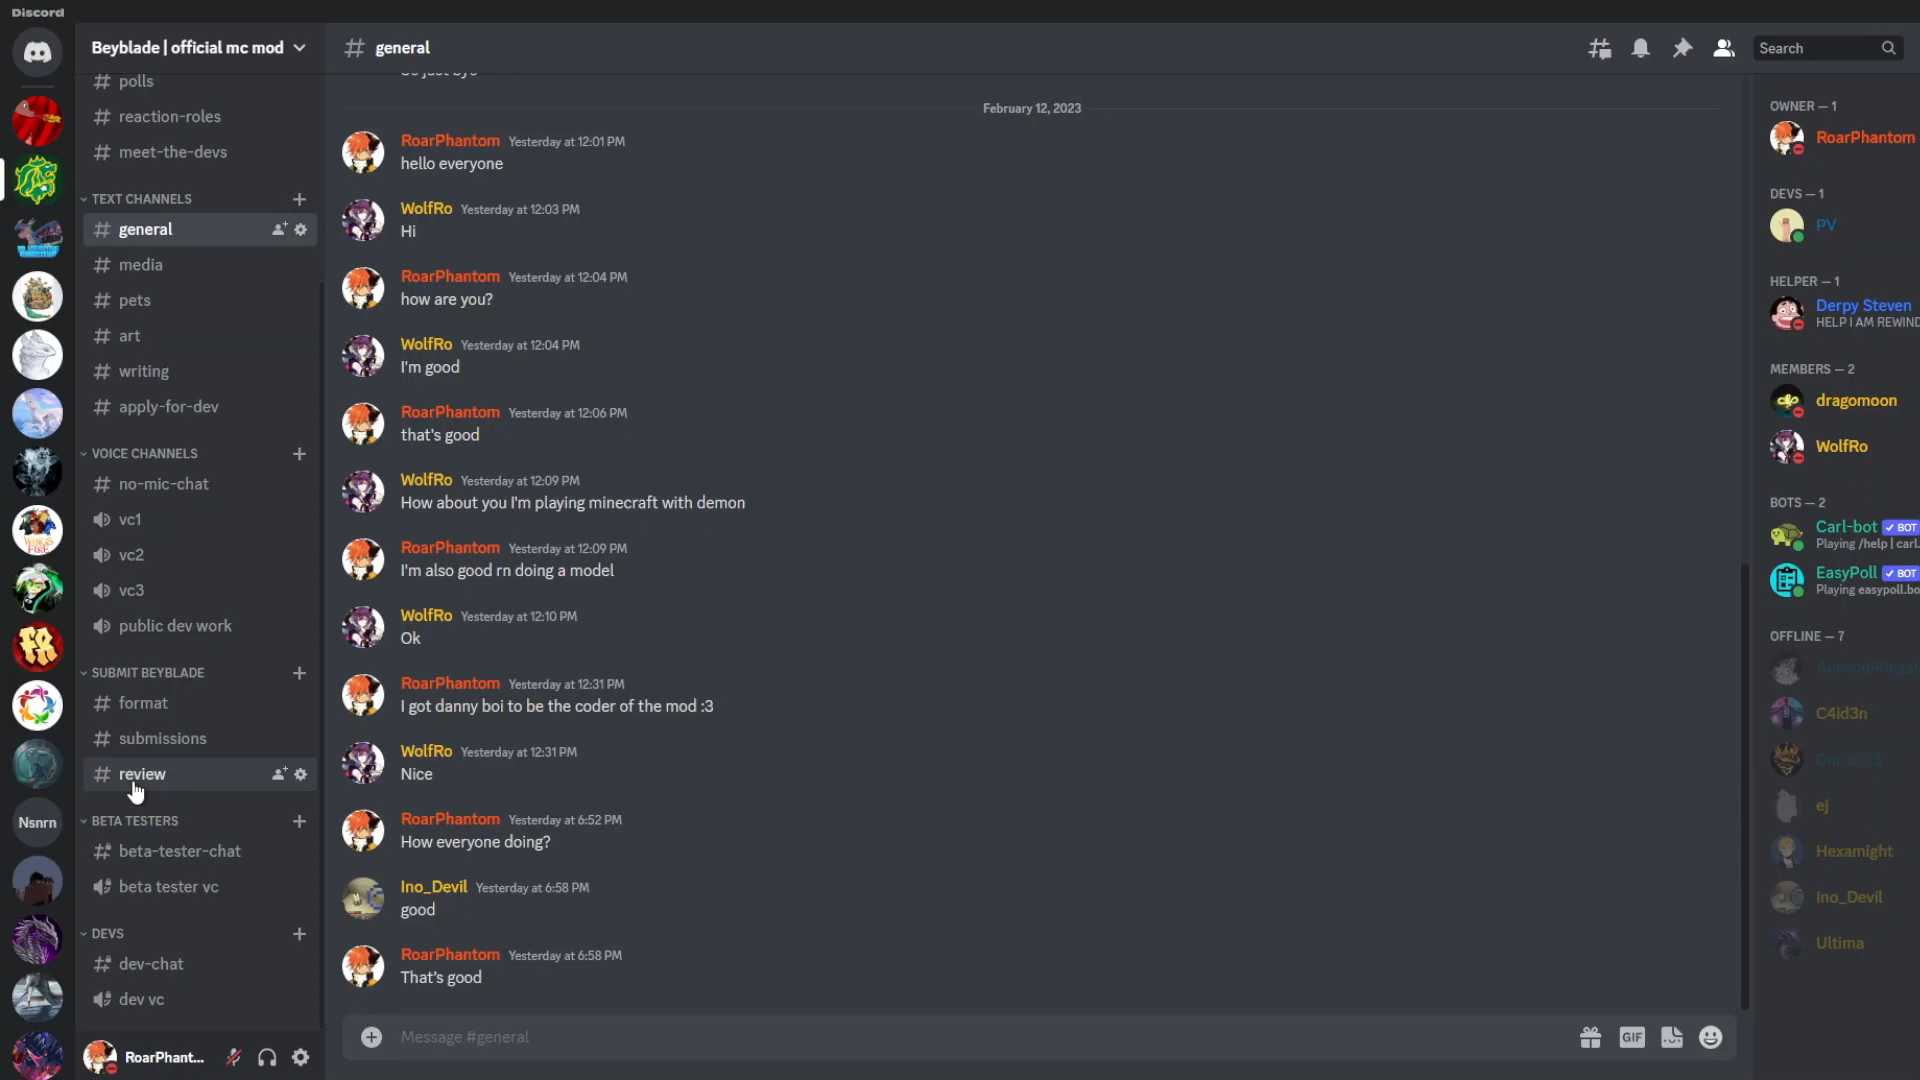 Discord
Beyblade | official mc mod
polls
reaction-roles
meet-the-devs
TEXT CHANNELS
general
media
pets
art
writing
apply-for-dev
VOICE CHANNELS
no-mic-chat
vc1
vc2
vc3
public dev work
SUBMIT BEYBLADE
format
submissions
review
BETA TESTERS
beta-tester-chat
beta tester vc
DEVS
dev-chat
dev vc
Nsnrn
RoarPhant...
# general
Search
February 12, 2023
RoarPhantom Yesterday at 12:01 PM
hello everyone
WolfRo Yesterday at 12:03 PM
Hi
RoarPhantom Yesterday at 12:04 PM
how are you?
WolfRo Yesterday at 12:04 PM
I'm good
RoarPhantom Yesterday at 12:06 PM
that's good
WolfRo Yesterday at 12:09 PM
How about you I'm playing minecraft with demon
RoarPhantom Yesterday at 12:09 PM
I'm also good rn doing a model
WolfRo Yesterday at 12:10 PM
Ok
RoarPhantom Yesterday at 12:31 PM
I got danny boi to be the coder of the mod :3
WolfRo Yesterday at 12:31 PM
Nice
RoarPhantom Yesterday at 6:52 PM
How everyone doing?
Ino_Devil Yesterday at 6:58 PM
good
RoarPhantom Yesterday at 6:58 PM
That's good
Message #general
GIF
OWNER — 1
RoarPhantom
DEVS — 1
PV
HELPER — 1
Derpy Steven
HELP I AM REWIND
MEMBERS — 2
dragomoon
WolfRo
BOTS — 2
Carl-bot BOT
Playing /help | carl.
EasyPoll BOT
Playing easypoll.bo
OFFLINE — 7
C4id3n
ej
Hexamight
Ino_Devil
Ultima